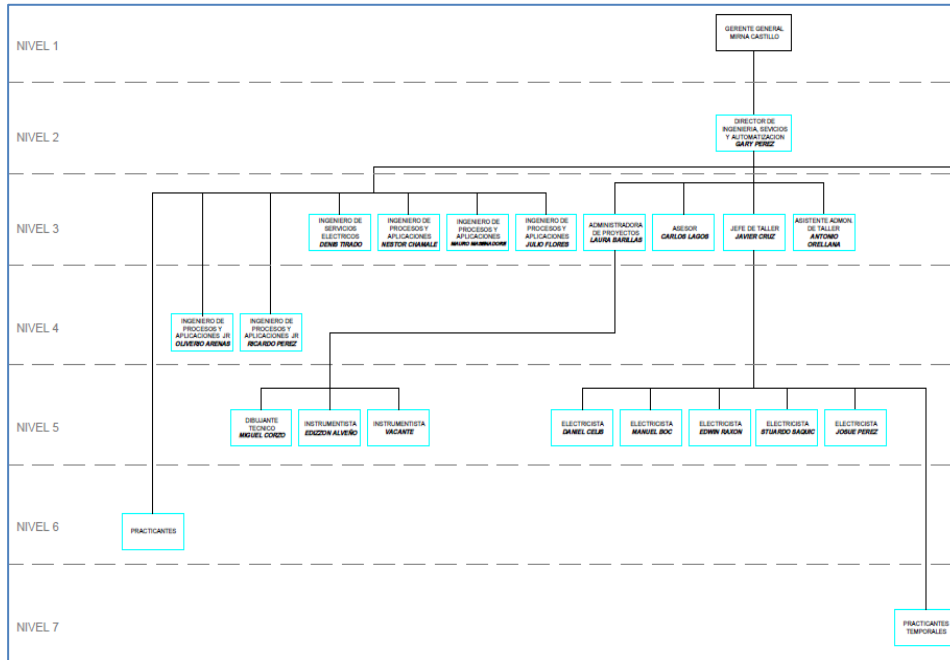 NIVEL 1
GERENTE GENERAL
MIRNA CASTILLO
NIVEL 2
DIRECTOR DE
INGENIERIA, SEVICIOS
Y AUTOMATIZACION
GARY PEREZ
NIVEL 3
INGENIERO DE
SERVICIOS
ELECTRICOS
DENIS TIRADO
INGENIERO DE
PROCESOS Y
APLICACIONES
NESTOR CHAMALE
INGENIERO DE
PROCESOS Y
APLICACIONES
MAURO
INGENIERO DE
PROCESOS Y
APLICACIONES
JULIO FLORES
ADMINISTRADORA
DE PROYECTOS
LAURA BARILLAS
ASESOR
CARLOS LAGOS
JEFE DE TALLER
JAVIER CRUZ
ASISTENTE ADMON.
DE TALLER
ANTONIO
ORELLANA
NIVEL 4
INGENIERO DE
PROCESOS Y
APLICACIONES JR
OLIVERIO ARENAS
INGENIERO DE
PROCESOS Y
APLICACIONES JR
RICARDO PEREZ
NIVEL 5
DIBUJANTE
TECNICO
MIGUEL CORZO
INSTRUMENTISTA
EDIZZON ALVEÑO
INSTRUMENTISTA
VACANTE
ELECTRICISTA
DANIEL CELIS
ELECTRICISTA
MANUEL BOC
ELECTRICISTA
EDWIN RAXON
ELECTRICISTA
STUARDO SAQUIC
ELECTRICISTA
JOSUE PEREZ
NIVEL 6
PRACTICANTES
NIVEL 7
PRACTICANTES
TEMPORALES